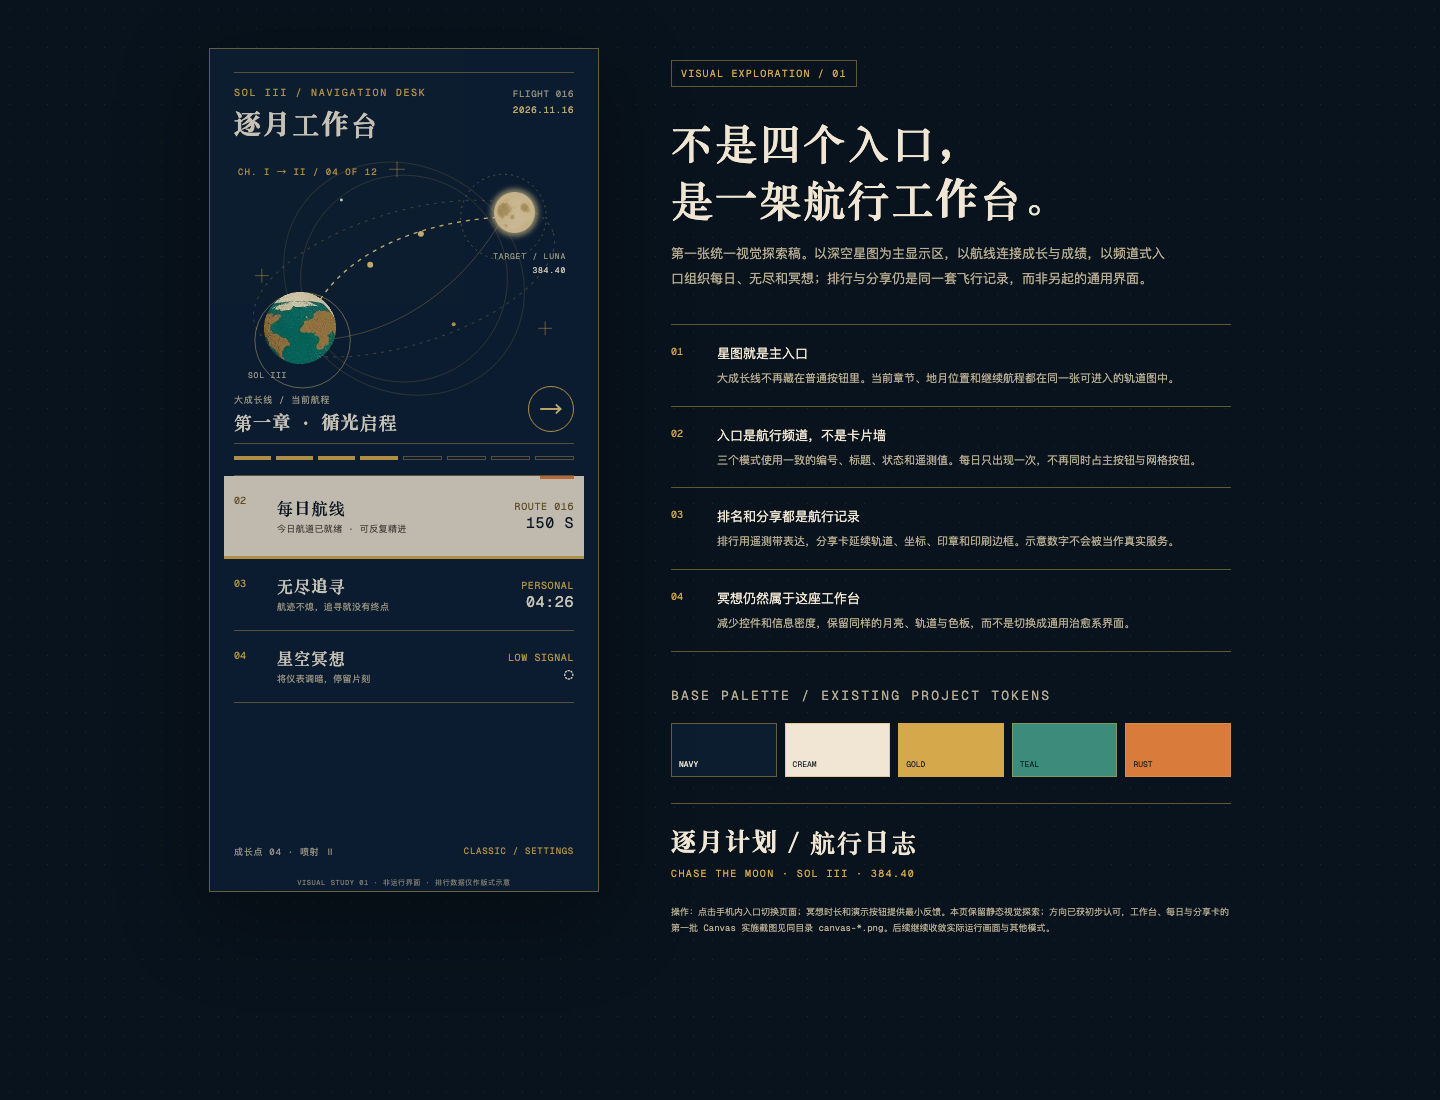 SOL III / NAVIGATION DESK
FLIGHT 016
2026.11.16
逐月工作台
CH. I → II / 04 OF 12
TARGET / LUNA
384.40
SOL III
大成长线 / 当前航程
第一章 · 循光启程
02
每日航线
今日航道已就绪 · 可反复精进
ROUTE 016
150 S
03
无尽追寻
航迹不熄，追寻就没有终点
PERSONAL
04:26
04
星空冥想
将仪表调暗，停留片刻
LOW SIGNAL
成长点 04 · 喷射 Ⅱ
CLASSIC / SETTINGS
VISUAL STUDY 01 · 非运行界面 · 排行数据仅作版式示意
VISUAL EXPLORATION / 01
不是四个入口，
是一架航行工作台。
第一张统一视觉探索稿。以深空星图为主显示区，以航线连接成长与成绩，以频道式入
口组织每日、无尽和冥想；排行与分享仍是同一套飞行记录，而非另起的通用界面。
01
星图就是主入口
大成长线不再藏在普通按钮里。当前章节、地月位置和继续航程都在同一张可进入的轨道图中。
02
入口是航行频道，不是卡片墙
三个模式使用一致的编号、标题、状态和遥测值。每日只出现一次，不再同时占主按钮与网格按钮。
03
排名和分享都是航行记录
排行用遥测带表达，分享卡延续轨道、坐标、印章和印刷边框。示意数字不会被当作真实服务。
04
冥想仍然属于这座工作台
减少控件和信息密度，保留同样的月亮、轨道与色板，而不是切换成通用治愈系界面。
BASE PALETTE / EXISTING PROJECT TOKENS
NAVY
CREAM
GOLD
TEAL
RUST
逐月计划 / 航行日志
CHASE THE MOON · SOL III · 384.40
操作：点击手机内入口切换页面；冥想时长和演示按钮提供最小反馈。本页保留静态视觉探索；方向已获初步认可，工作台、每日与分享卡的
第一批 Canvas 实施截图见同目录 canvas-*.png。后续继续收敛实际运行画面与其他模式。